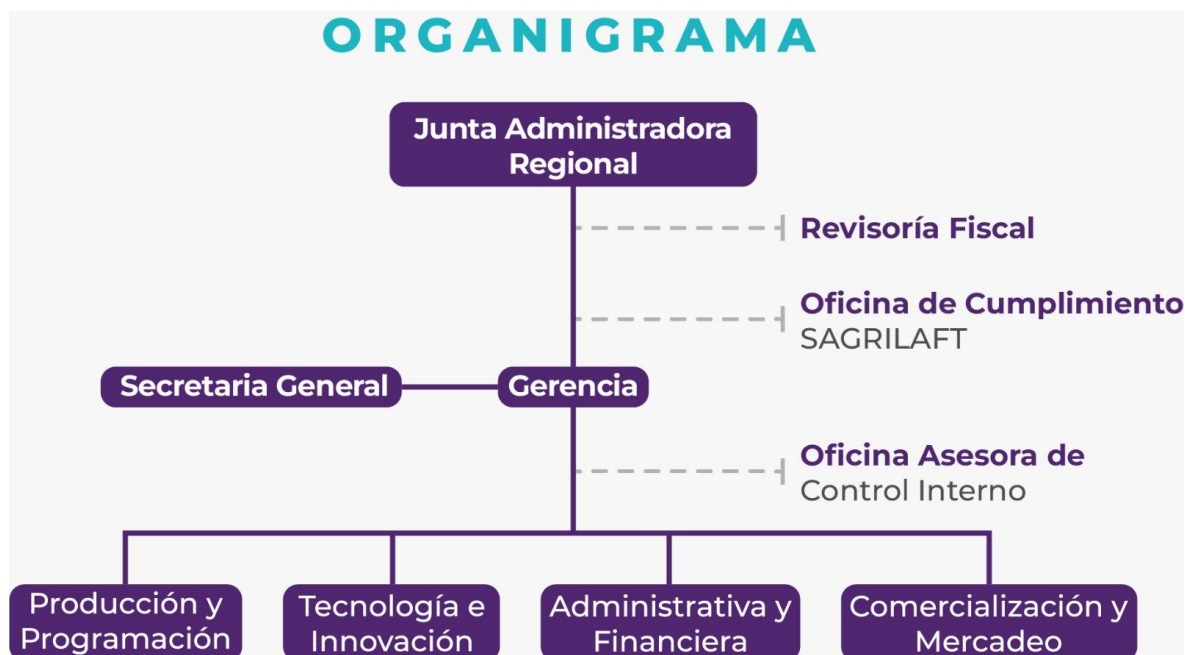 ORGANIGRAMA
Junta Administradora
Regional
Revisoría Fiscal
Oficina de Cumplimiento
SAGRILAFT
Secretaria General
Gerencia
Oficina Asesora de
Control Interno
Producción y
Programación
Tecnología e
Innovación
Administrativa y
Financiera
Comercialización y
Mercadeo